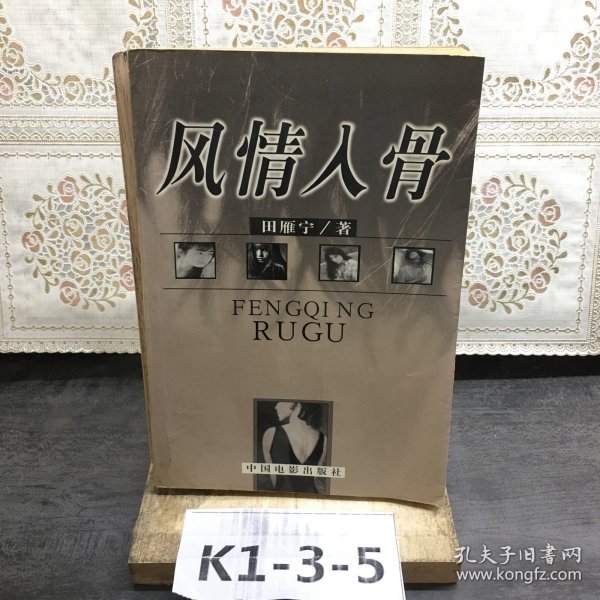 风情入骨
田雁宁/著
FENGQING
RUGU
中国电影出版社
K1-3-5
孔夫子旧書网
www.kongfz.com